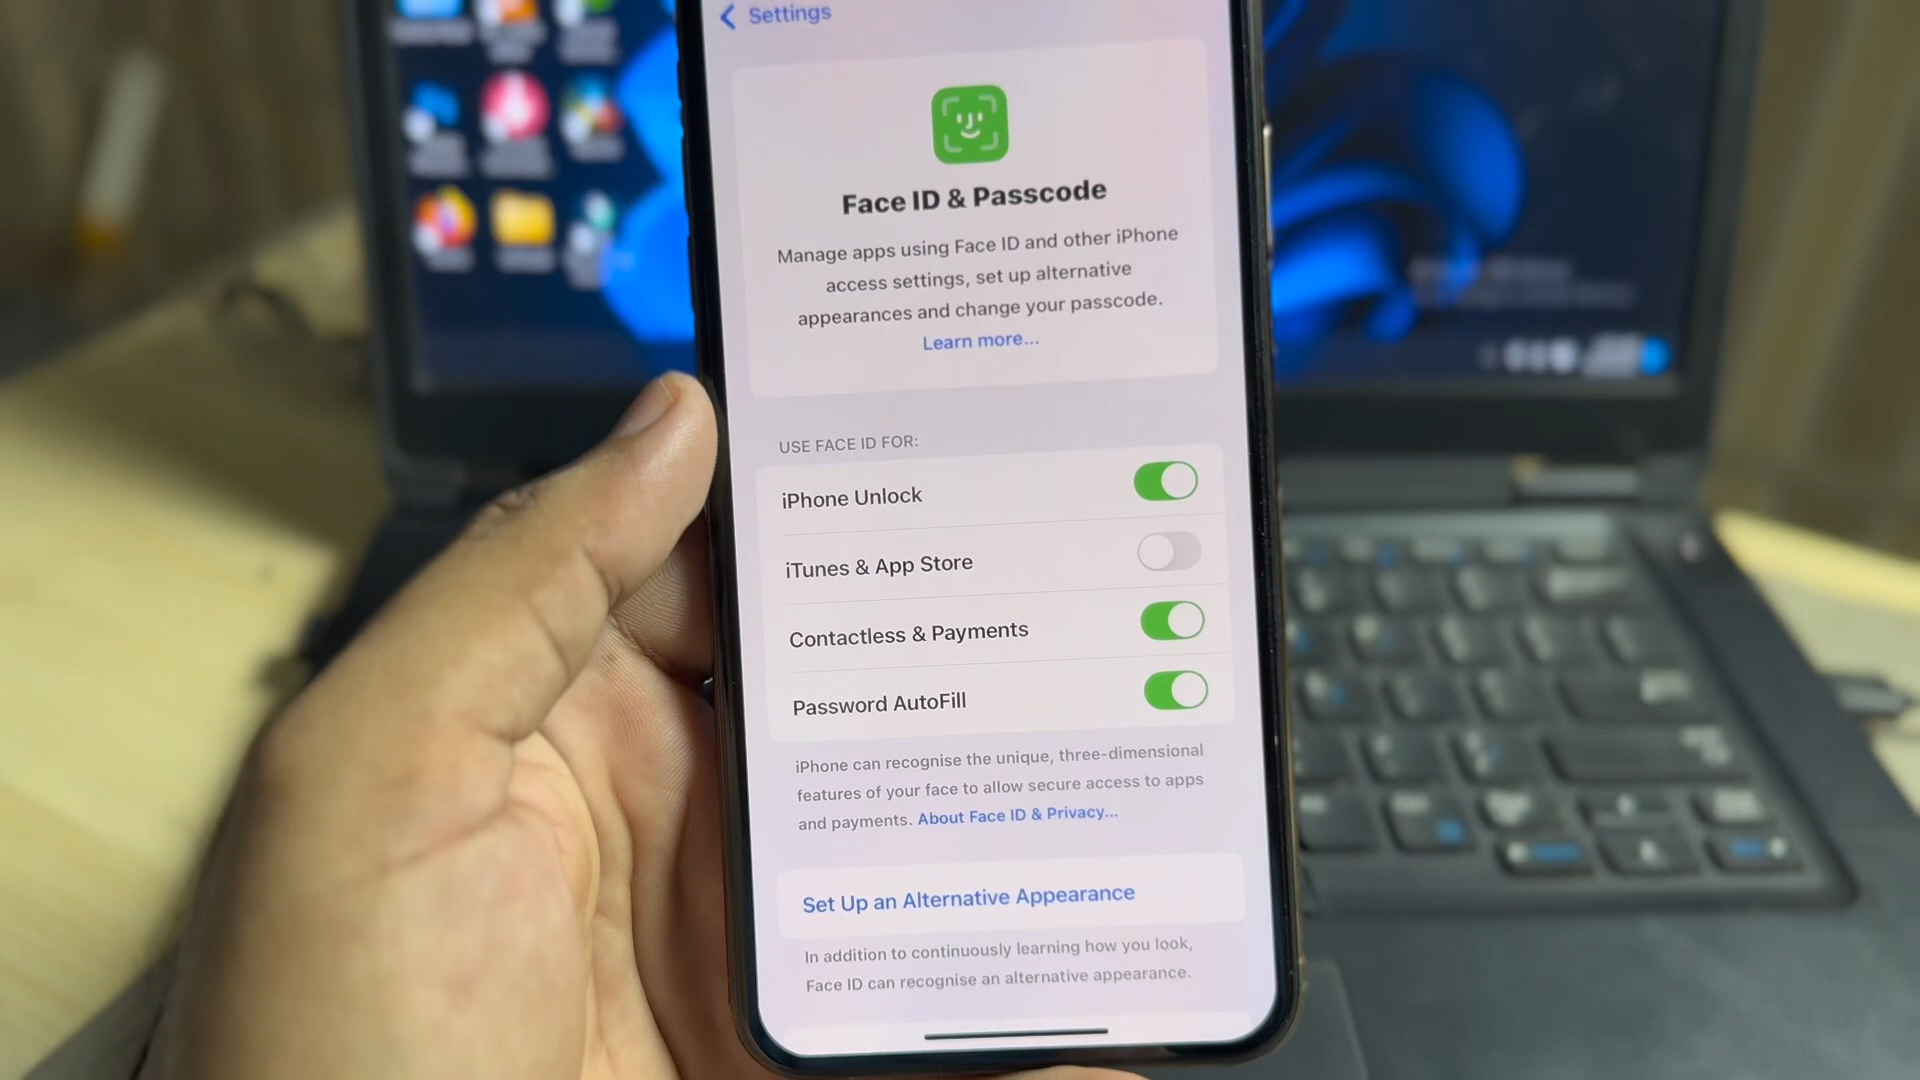 Settings
Face ID & Passcode
Manage apps using Face ID and other iPhone
access settings, set up alternative
appearances and change your passcode.
Learn more...
USE FACE ID FOR:
iPhone Unlock
iTunes & App Store
Contactless & Payments
Password AutoFill
iPhone can recognise the unique, three-dimensional
features of your face to allow secure access to apps
and payments. About Face ID & Privacy...
Set Up an Alternative Appearance
In addition to continuously learning how you look,
Face ID can recognise an alternative appearance.